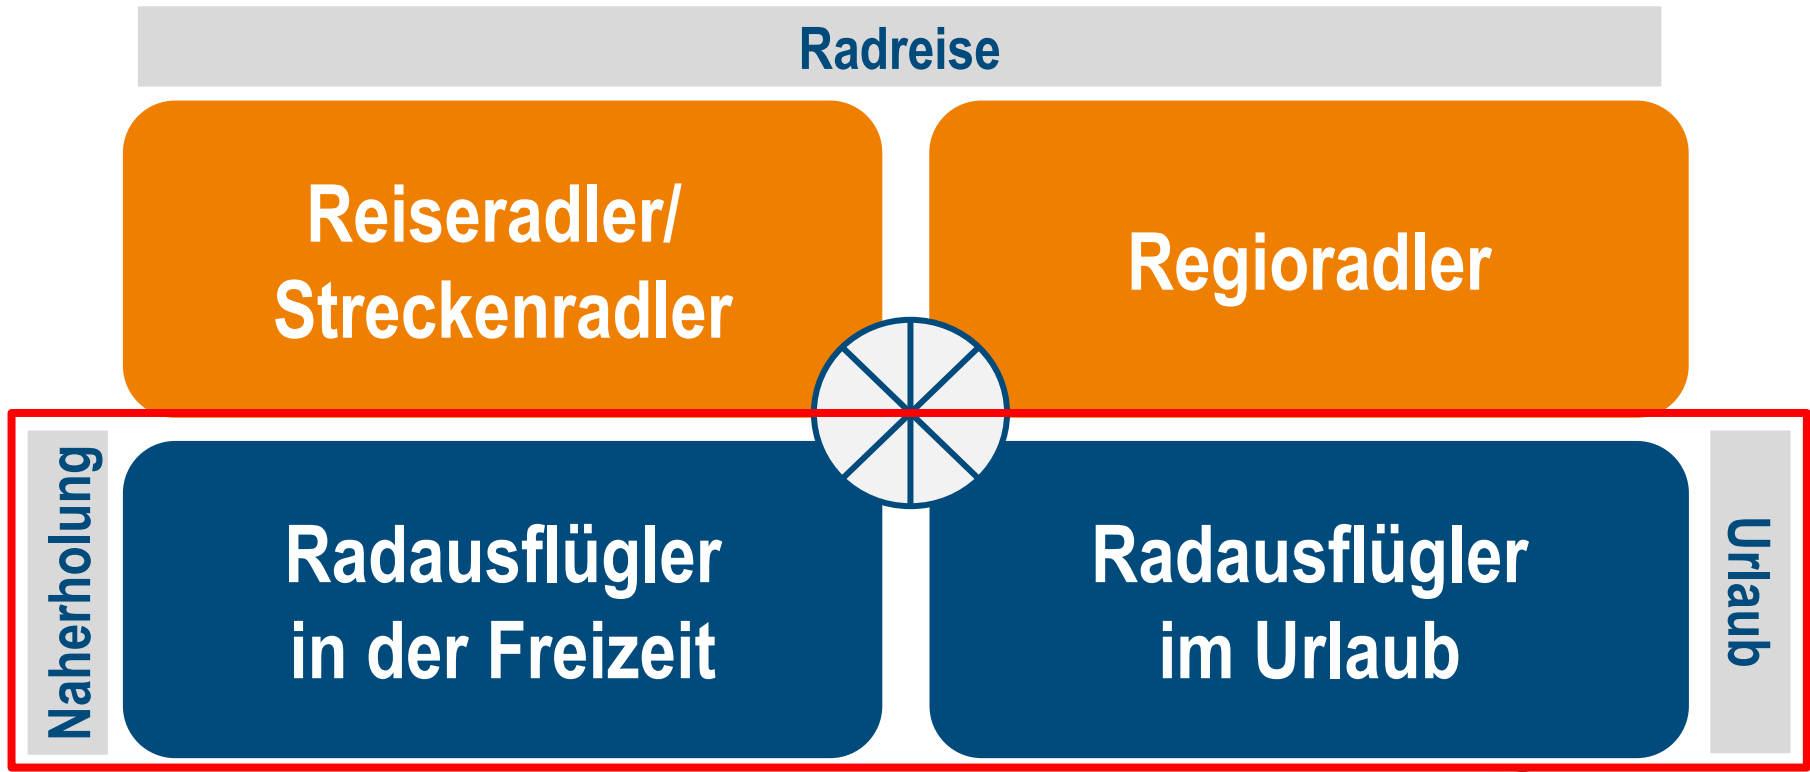 Radreise
Reiseradler/
Streckenradler
Regioradler
Naherholung
Radausflügler
in der Freizeit
Radausflügler
im Urlaub
Urlaub